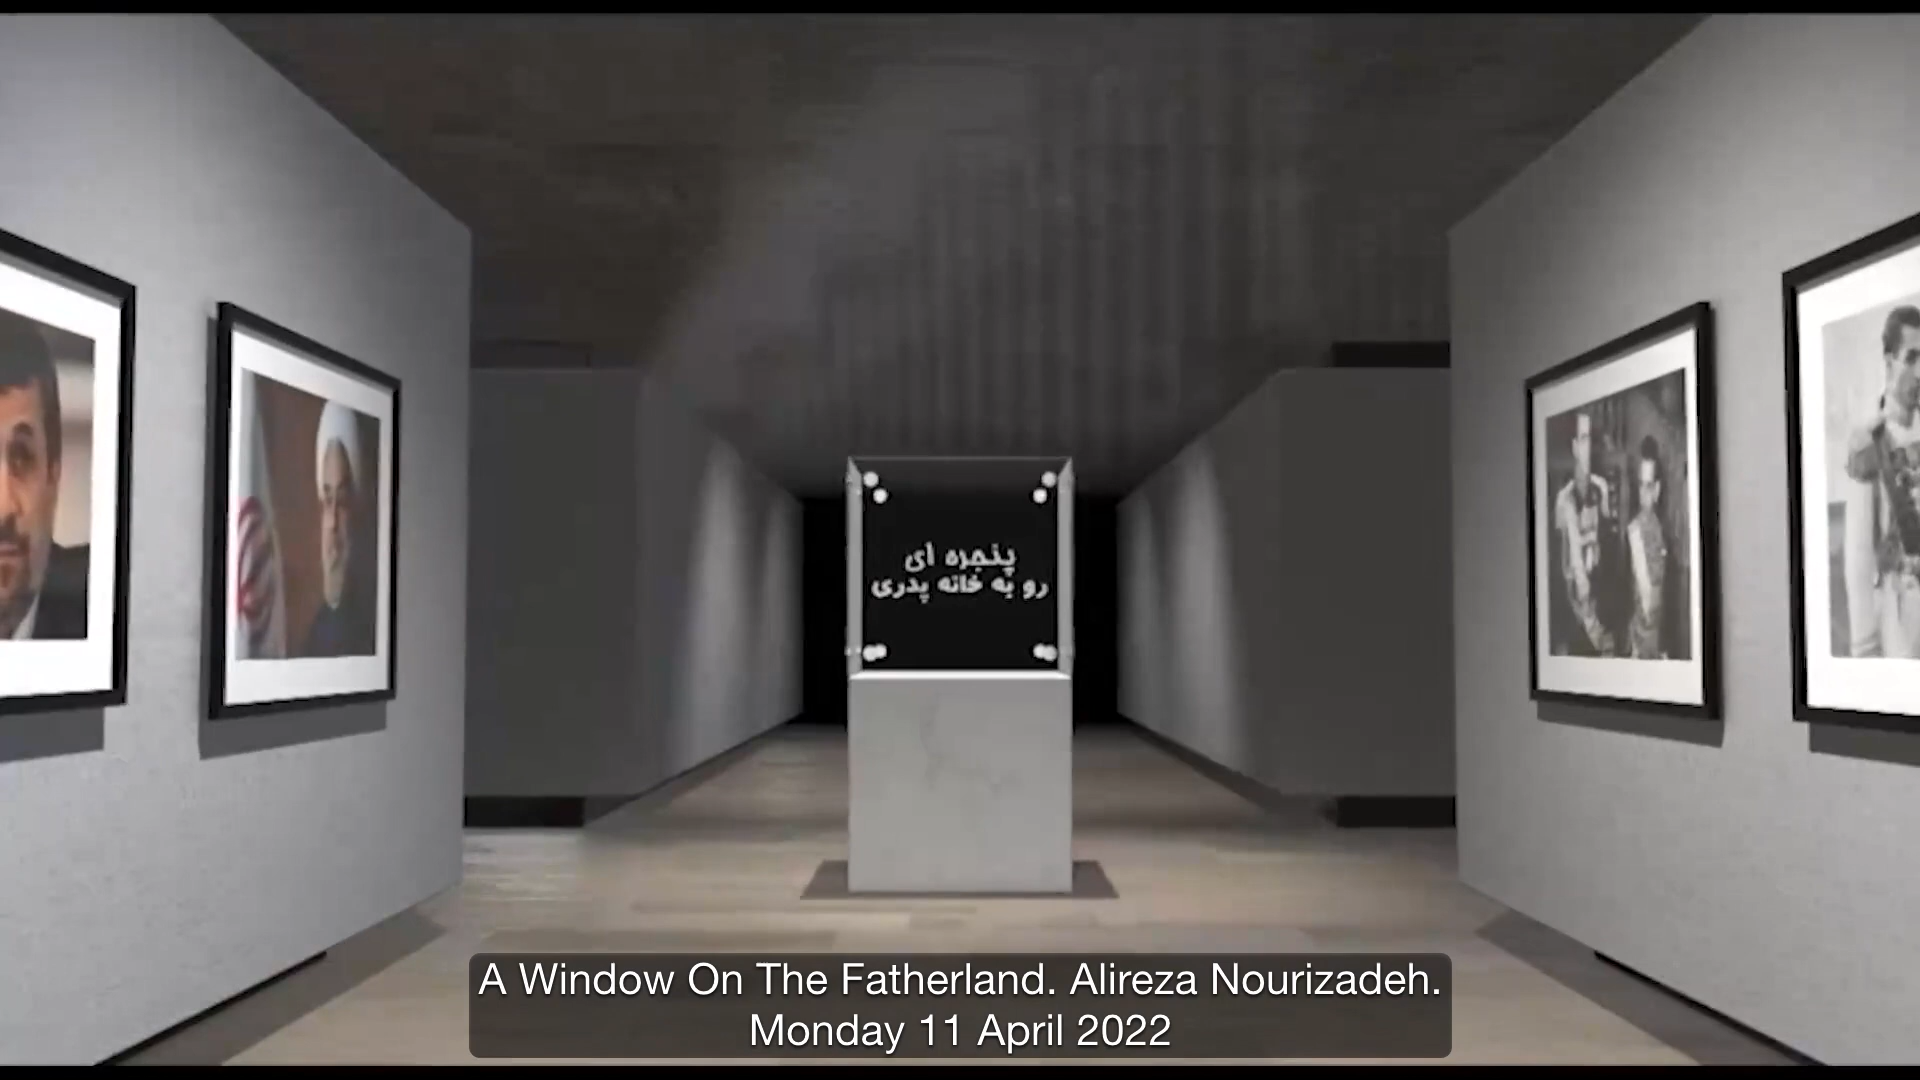 پنجره ای
رو به خانه پدری
A Window On The Fatherland. Alireza Nourizadeh.
Monday 11 April 2022